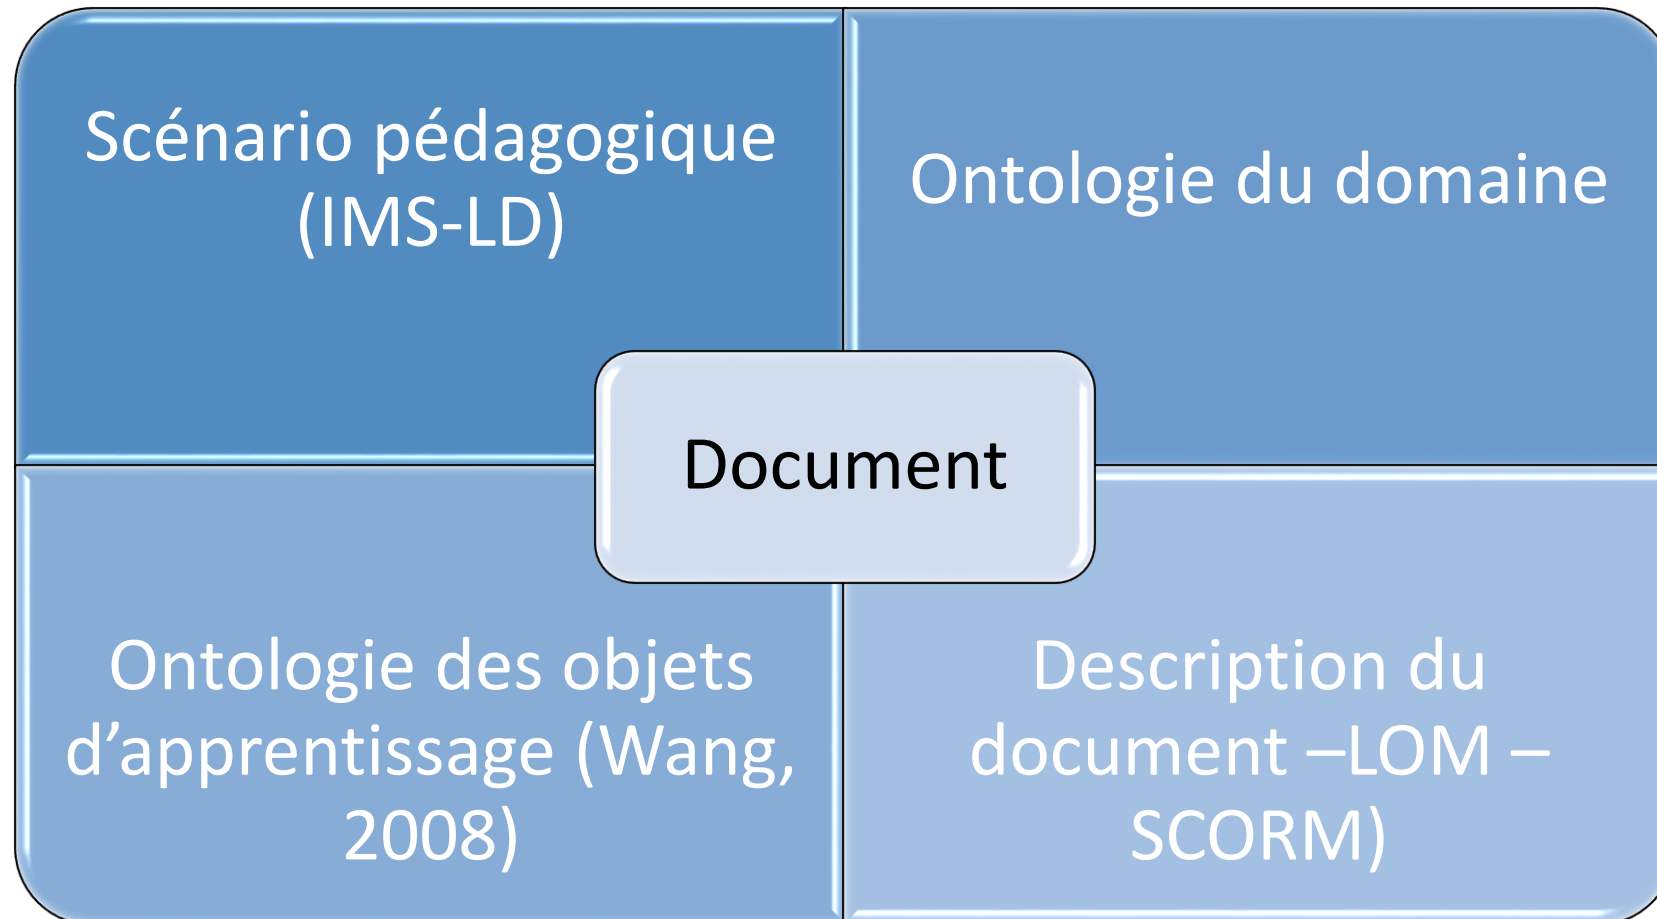 Scénario pédagogique
(IMS-LD)
Ontologie du domaine
Document
Ontologie des objets
d’apprentissage (Wang,
2008)
Description du
document –LOM –
SCORM)